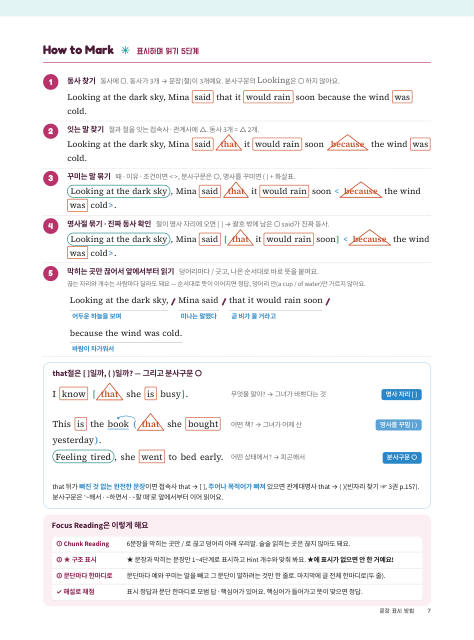 How to Mark ✳ 표시하며 읽기 5단계
1 동사 찾기 동사에 ○. 동사가 3개 → 문장(절)이 3개예요. 분사구문의 Looking은 ○ 하지 않아요.
Looking at the dark sky, Mina said that it would rain soon because the wind was
cold.
2 잇는 말 찾기 절과 절을 잇는 접속사 · 관계사에 △. 동사 3개 = △ 2개.
Looking at the dark sky, Mina said that it would rain soon because the wind was
cold.
3 꾸미는 말 묶기 때 · 이유 · 조건이면 < >, 분사구문은 ○, 명사를 꾸미면 ( ) + 화살표.
Looking at the dark sky, Mina said that it would rain soon < because the wind
was cold>.
4 명사절 묶기 · 진짜 동사 확인 절이 명사 자리에 오면 [ ] → 괄호 밖에 남은 ○ said가 진짜 동사.
Looking at the dark sky, Mina said [ that it would rain soon] < because the wind
was cold>.
5 막히는 곳만 끊어서 앞에서부터 읽기 덩어리마다 / 긋고, 나온 순서대로 바로 뜻을 붙여요.
끊는 자리와 개수는 사람마다 달라도 돼요 — 순서대로 뜻이 이어지면 정답. 덩어리 안(a cup / of water)만 가르지 않아요.
Looking at the dark sky, / Mina said / that it would rain soon /
어두운 하늘을 보며 미나는 말했다 곧 비가 올 거라고
because the wind was cold.
바람이 차가워서
that절은 [ ]일까, ( )일까? — 그리고 분사구문 ○
I know [ that she is busy]. 무엇을 알아? → 그녀가 바쁘다는 것 명사 자리 [ ]
This is the book ( that she bought 어떤 책? → 그녀가 어제 산 명사를 꾸밈 ( )
yesterday).
Feeling tired, she went to bed early. 어떤 상태에서? → 피곤해서 분사구문 ○
that 뒤가 빠진 것 없는 완전한 문장이면 접속사 that → [ ], 주어나 목적어가 빠져 있으면 관계대명사 that → ( )(빈자리 찾기 ☞ 3권 p.157).
분사구문은 '~해서 · ~하면서 · ~할 때'로 앞에서부터 이어 읽어요.
Focus Reading은 이렇게 해요
① Chunk Reading 6문장을 막히는 곳만 / 로 끊고 덩어리 아래 우리말. 술술 읽히는 곳은 끊지 않아도 돼요.
② ★ 구조 표시 ★ 문장과 막히는 문장만 1~4단계로 표시하고 Hint 개수와 맞춰 봐요. ★에 표시가 없으면 안 한 거예요!
③ 문단마다 한마디로 문단마다 예와 꾸미는 말을 빼고 그 문단이 말하려는 것만 한 줄로. 마지막에 글 전체 한마디로(두 줄).
✓ 해설로 채점 표시 정답과 문단 한마디로 모범 답 · 핵심어가 있어요. 핵심어가 들어가고 뜻이 맞으면 정답.
문장 표시 방법 7